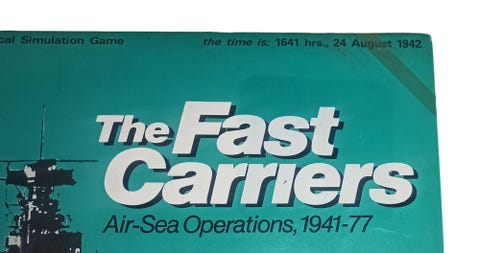 cal Simulation Game
the time is: 1641 hrs., 24 August 1942
The Fast
Carriers
Air-Sea Operations, 1941-77